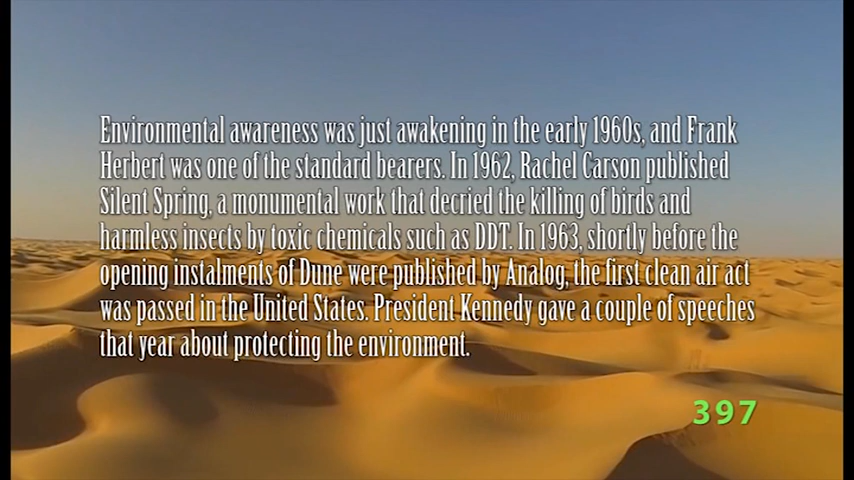 Environmental awareness was just awakening in the early 1960s, and Frank
Herbert was one of the standard bearers. In 1962, Rachel Carson published
Silent Spring, a monumental work that decried the killing of birds and
harmless insects by toxic chemicals such as DDT. In 1963, shortly before the
opening instalments of Dune were published by Analog, the first clean air act
was passed in the United States. President Kennedy gave a couple of speeches
that year about protecting the environment.
397